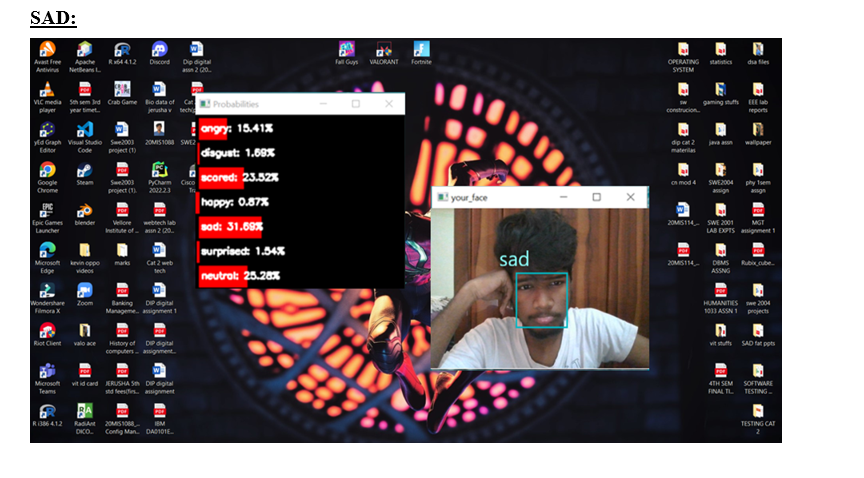 SAD:
Avast Free
Antivirus
Apache
NetBeans I...
R x64 4.1.2
Discord
Dip digital
assn 2 (20...
Fall Guys
VALORANT
Fortnite
OPERATING
SYSTEM
statistics
dsa files
VLC media
player
5th sem 3rd
year timet...
Crab Game
Bio data of
jerusha v
Probabilities
angry: 15.41%
disgust: 1.69%
scared: 23.52%
happy: 0.87%
sad: 31.69%
surprised: 1.54%
neutral: 25.28%
sw
construcion...
gaming stuffs
EEE lab
reports
yEd Graph
Editor
Visual Studio
Code
Swe2003
project (1)
20MIS1088
dip cat 2
materilas
java assn
wallpaper
Google
Chrome
Steam
Swe2003
project (1).
PyCharm
2022.2.3
cn mod 4
SWE2004
assign
phy 1sem
assign
your_face
sad
Epic Games
Launcher
blender
Vellore
Institute of ...
webtech lab
assn 2 (20...
20MIS114_...
SWE 2001
LAB EXPTS
MGT
assignment 1
Microsoft
Edge
kevin oppo
videos
marks
Cat 2 web
tech
20MIS114_...
DBMS
ASSNG
Rubix_cube...
Wondershare
Filmora X
Zoom
Banking
Manageme...
DIP digital
assignment 1
HUMANITIES
1033 ASSN 1
swe 2004
projects
Riot Client
valo ace
History of
computers ...
DIP digital
assignment...
vit stuffs
SAD fat ppts
Microsoft
Teams
vit id card
JERUSHA 5th
std fees(firs...
DIP digital
assignment
4TH SEM
FINAL TI...
SOFTWARE
TESTING ...
R i386 4.1.2
RadiAnt
DICO...
20MIS1088_...
Config Man...
IBM
DA0101E...
TESTING CAT
2